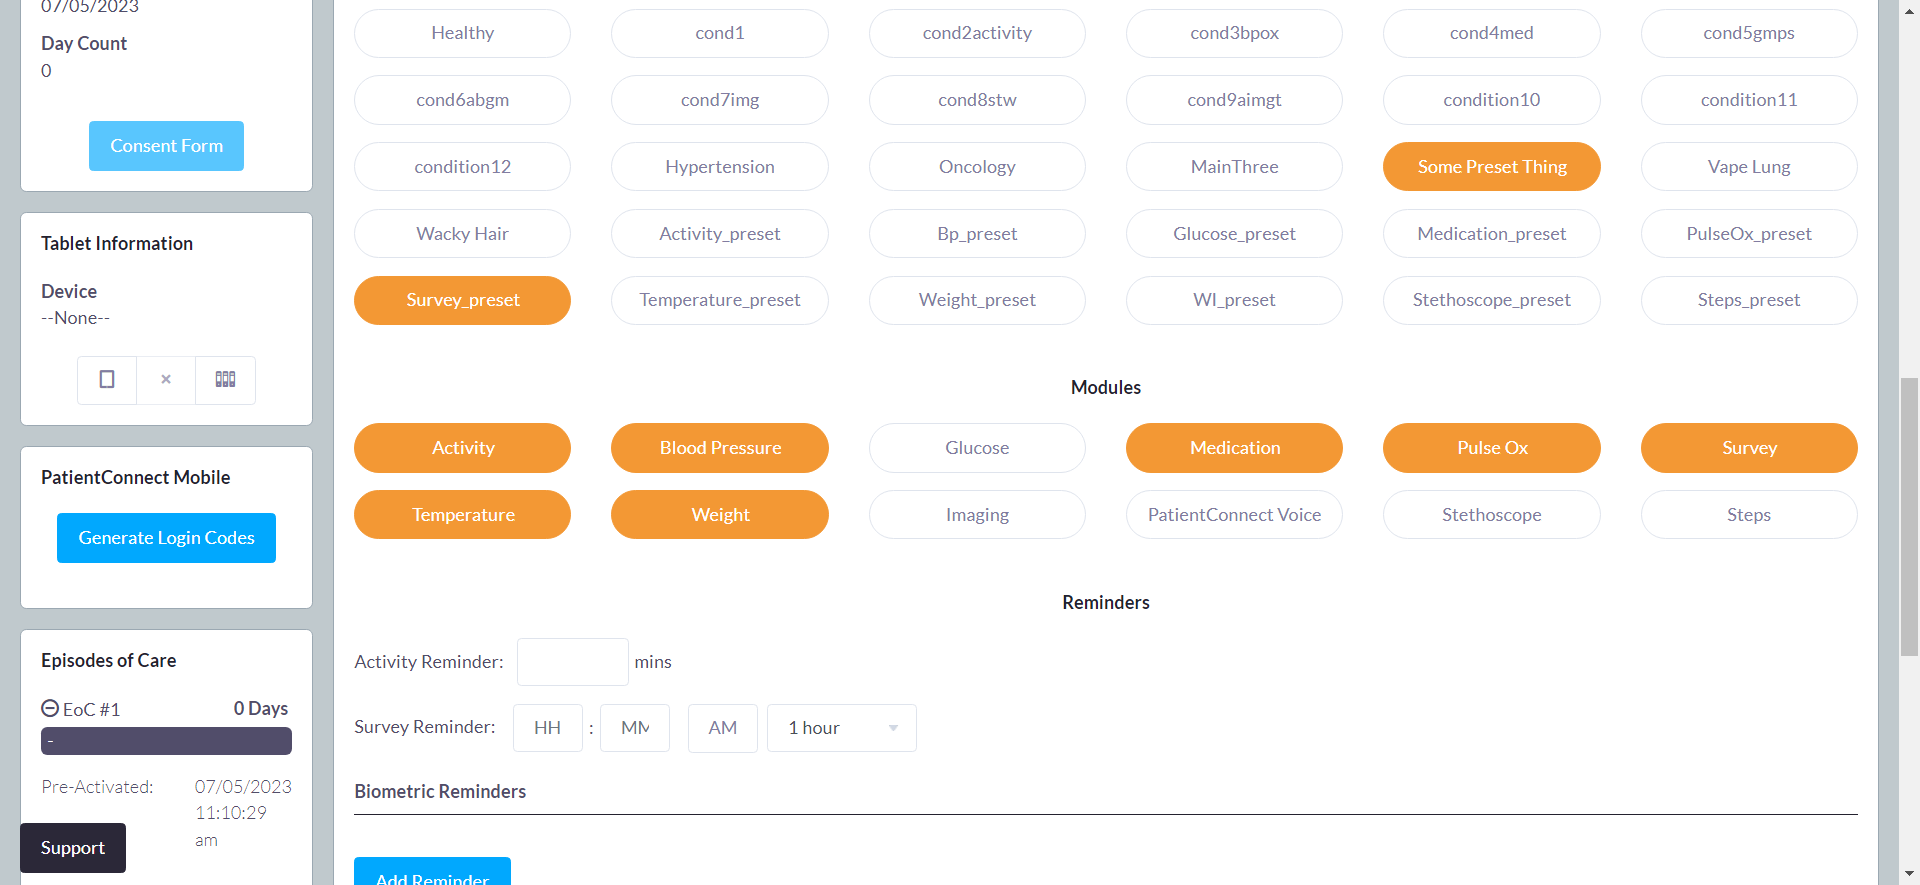 07/05/2023
Day Count
0
Consent Form
Tablet Information
Device
--None--
×
PatientConnect Mobile
Generate Login Codes
Episodes of Care
EoC #1 0 Days
-
Pre-Activated: 07/05/2023
11:10:29
am
Support
Healthy cond1 cond2activity cond3bpox cond4med cond5gmps
cond6abgm cond7img cond8stw cond9aimgt condition10 condition11
condition12 Hypertension Oncology MainThree Some Preset Thing Vape Lung
Wacky Hair Activity_preset Bp_preset Glucose_preset Medication_preset PulseOx_preset
Survey_preset Temperature_preset Weight_preset WI_preset Stethoscope_preset Steps_preset
Modules
Activity Blood Pressure Glucose Medication Pulse Ox Survey
Temperature Weight Imaging PatientConnect Voice Stethoscope Steps
Reminders
Activity Reminder: mins
Survey Reminder: HH : MM AM 1 hour
Biometric Reminders
Add Reminder